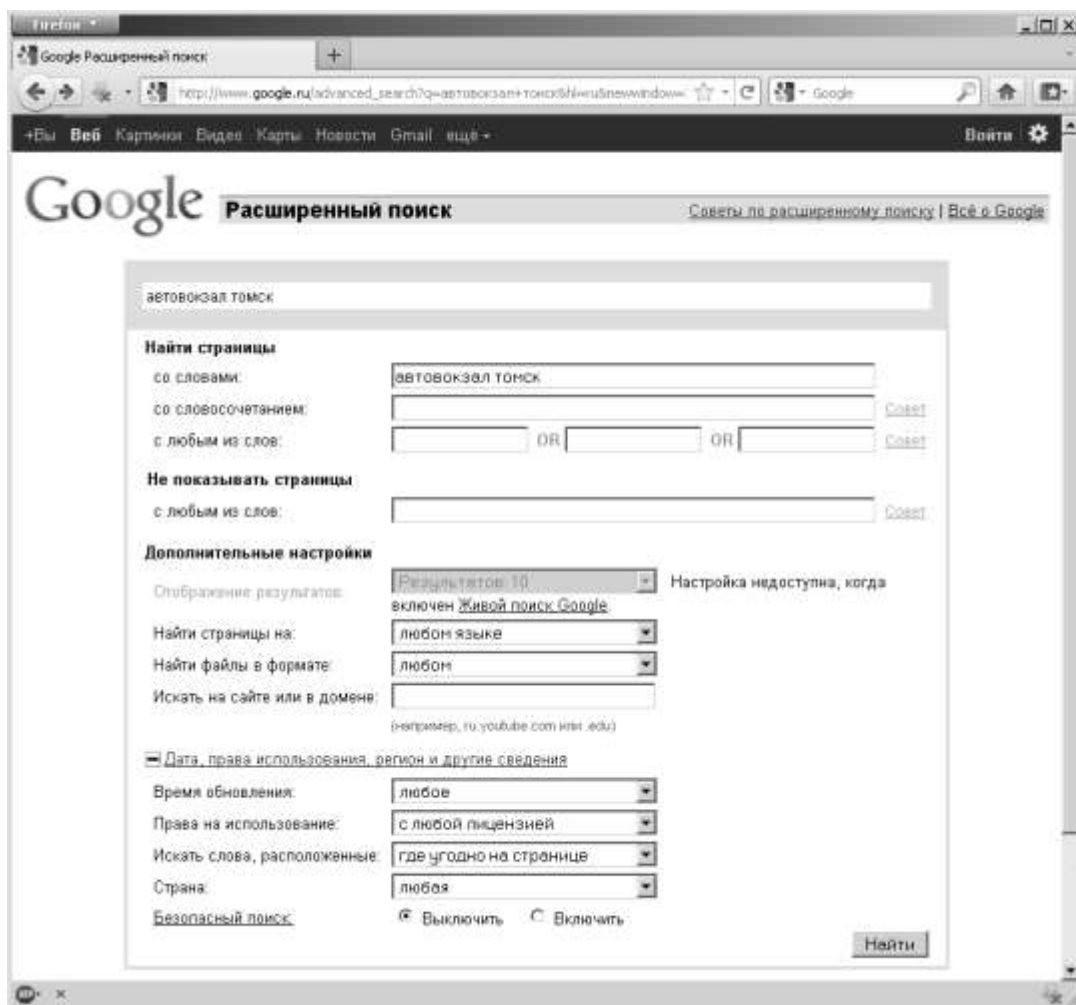 Firefox
Google Расширенный поиск
http://www.google.ru/advanced_search?q=автовокзал+томск&hl=ru&newwindow= Google
+Вы Веб Картинки Видео Карты Новости Gmail ещё Войти
Google Расширенный поиск Советы по расширенному поиску | Всё о Google
автовокзал томск
Найти страницы
со словами: автовокзал томск
со словосочетанием: Совет
с любым из слов: OR OR Совет
Не показывать страницы
с любым из слов: Совет
Дополнительные настройки
Отображение результатов: Результатов 10 Настройка недоступна, когда
включен Живой поиск Google.
Найти страницы на: любом языке
Найти файлы в формате: любом
Искать на сайте или в домене:
(например, ru.youtube.com или .edu)
Дата, права использования, регион и другие сведения
Время обновления: любое
Права на использование: с любой лицензией
Искать слова, расположенные: где угодно на странице
Страна: любая
Безопасный поиск: Выключить Включить
Найти